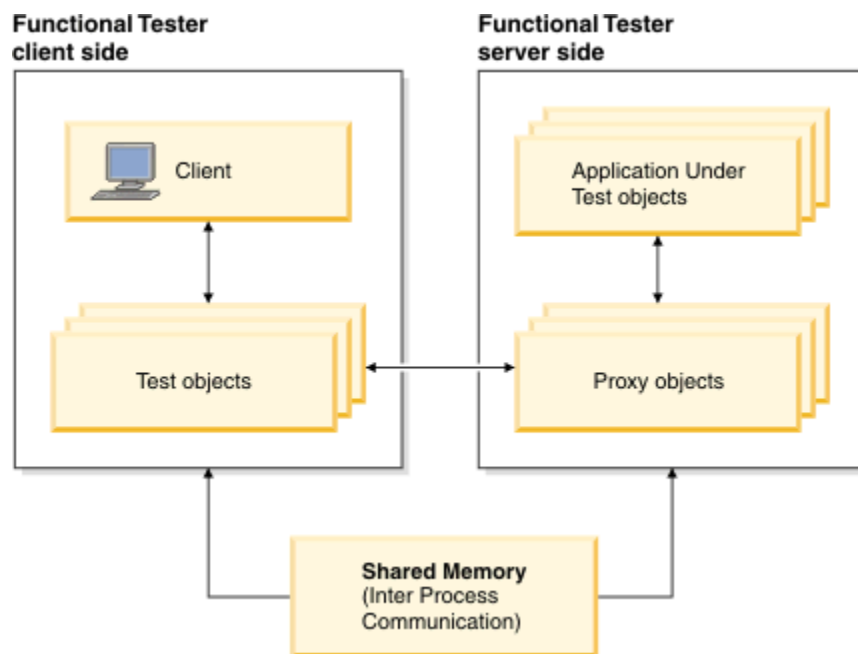 Functional Tester
client side
Functional Tester
server side
Client
Application Under
Test objects
Test objects
Proxy objects
Shared Memory
(Inter Process
Communication)